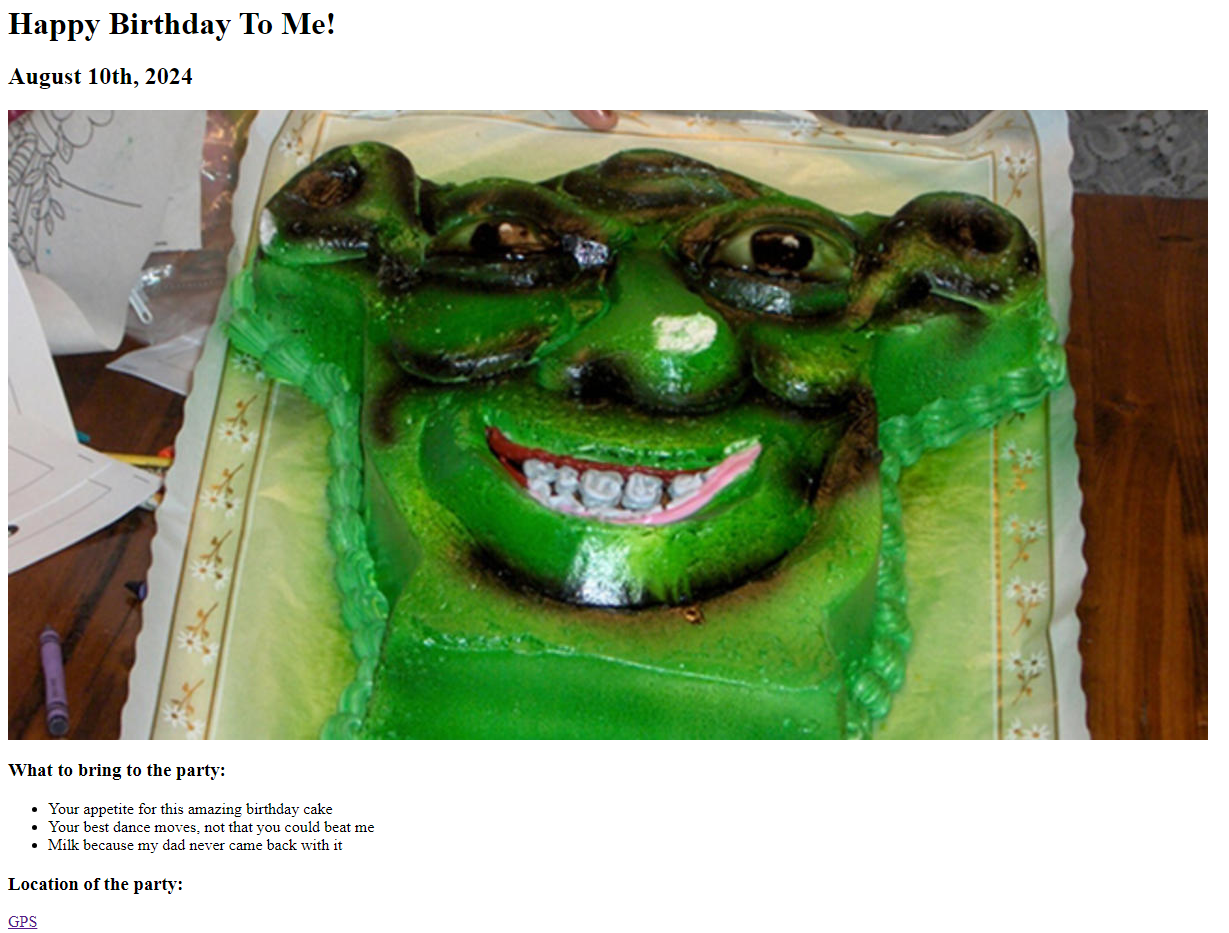 Happy Birthday To Me!
August 10th, 2024
What to bring to the party:
Your appetite for this amazing birthday cake
Your best dance moves, not that you could beat me
Milk because my dad never came back with it
Location of the party:
GPS